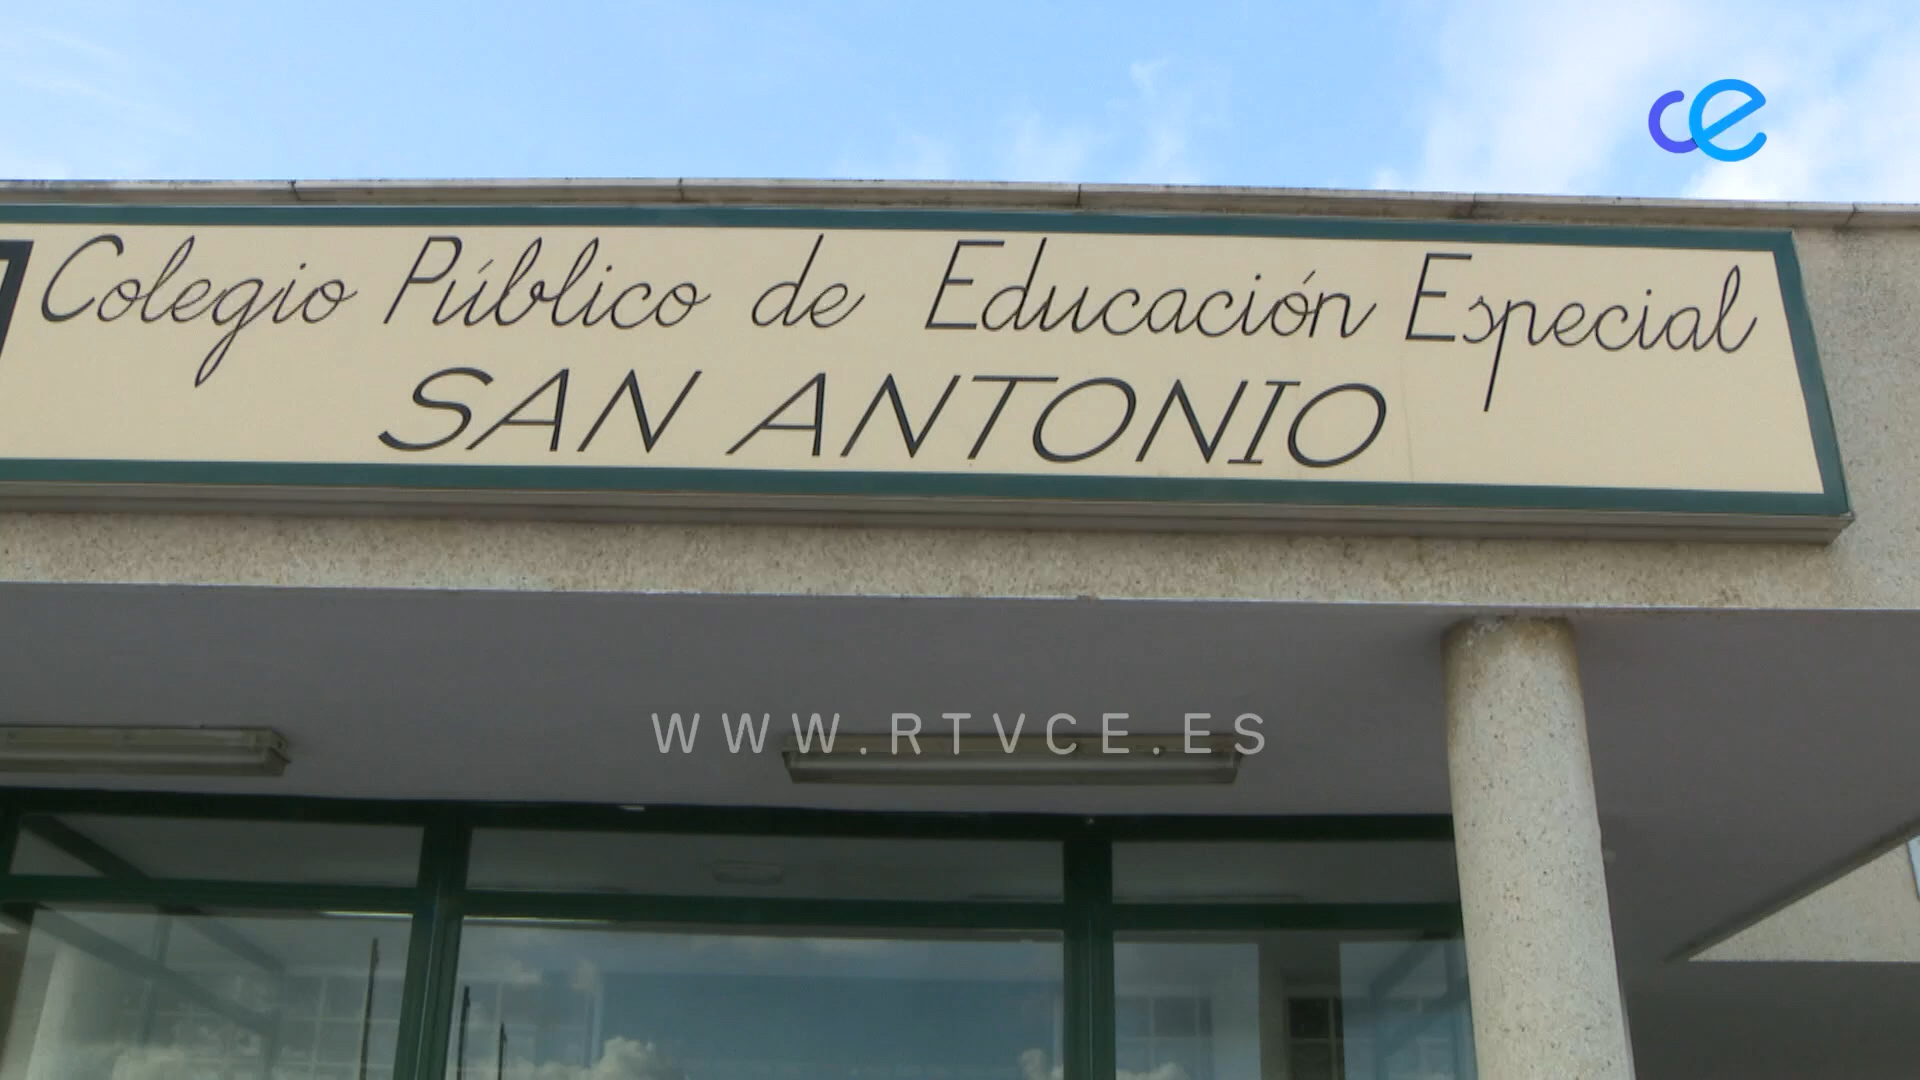 ce
Colegio Público de Educación Especial
SAN ANTONIO
WWW.RTVCE.ES